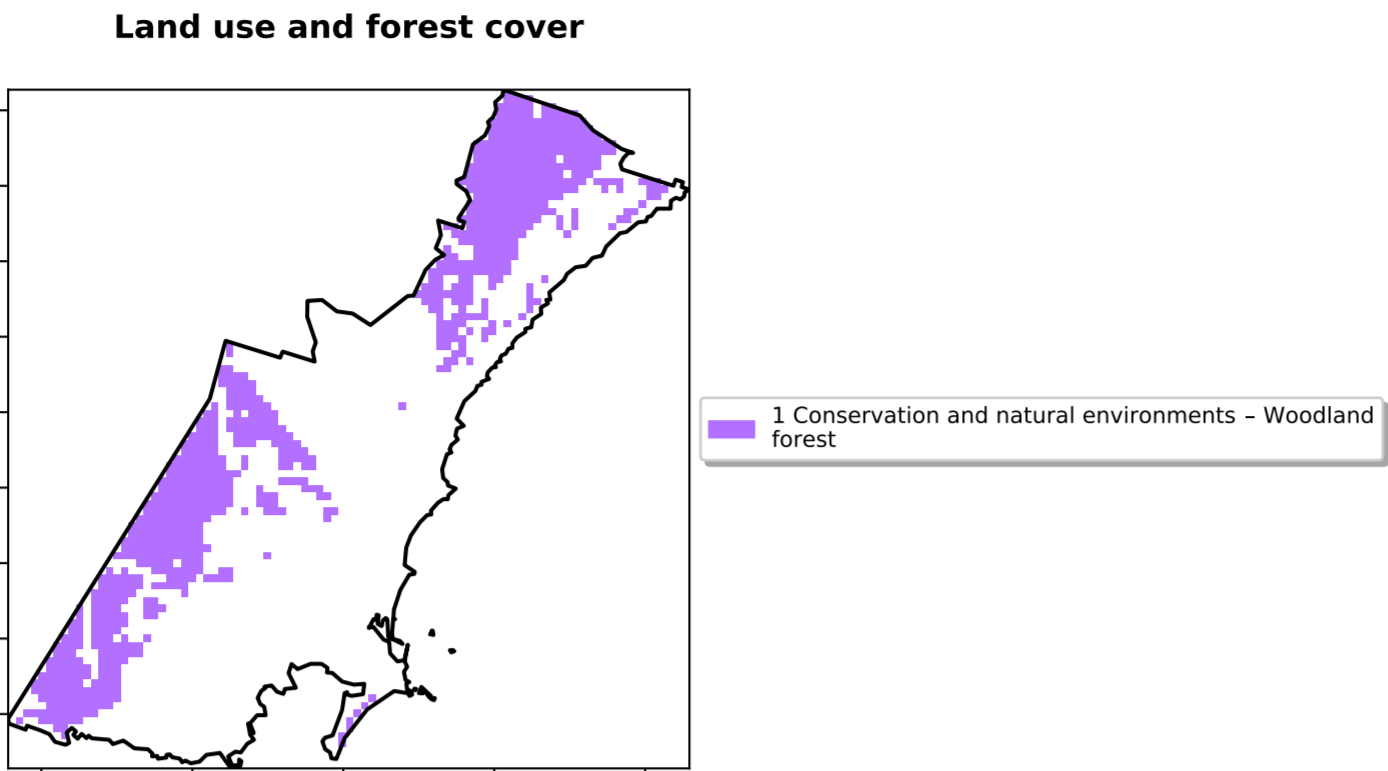 Land use and forest cover
1 Conservation and natural environments – Woodland
forest